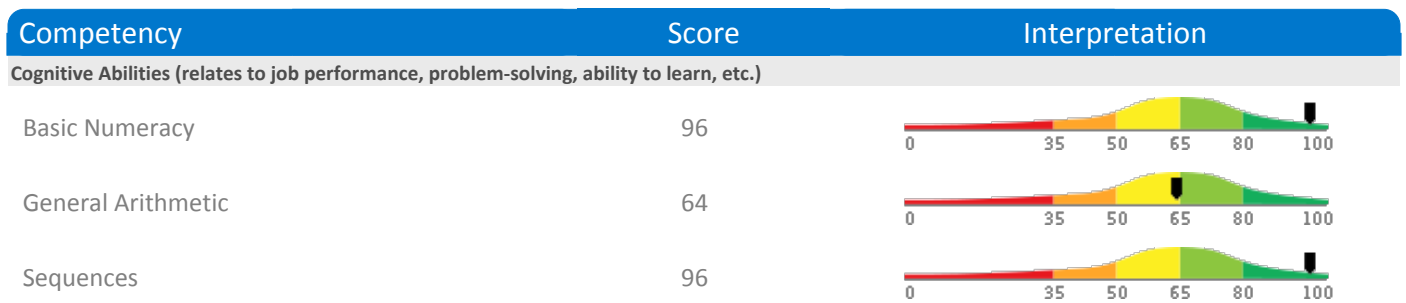 Competency Score Interpretation
Cognitive Abilities (relates to job performance, problem-solving, ability to learn, etc.)
Basic Numeracy 96
0 35 50 65 80 100
General Arithmetic 64
0 35 50 65 80 100
Sequences 96
0 35 50 65 80 100